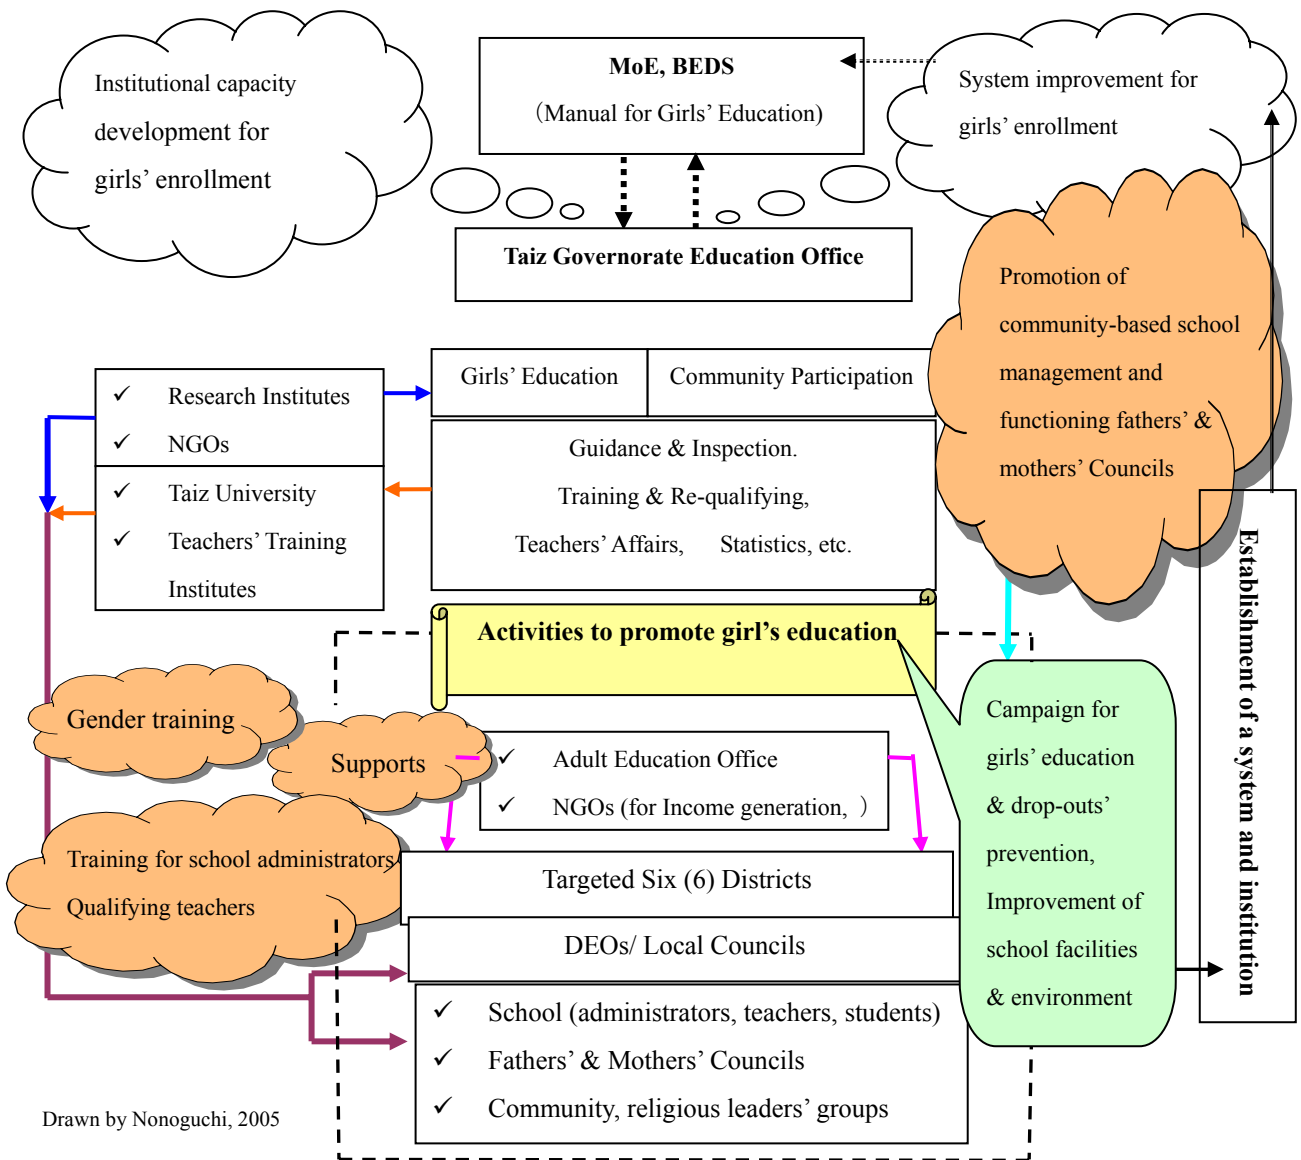 Institutional capacity
development for
girls’ enrollment
MoE, BEDS
(Manual for Girls’ Education)
System improvement for
girls’ enrollment
Taiz Governorate Education Office
Promotion of
community-based school
management and
functioning fathers’ &
mothers’ Councils
✓ Research Institutes
✓ NGOs
✓ Taiz University
✓ Teachers’ Training
Institutes
Girls’ Education
Community Participation
Guidance & Inspection.
Training & Re-qualifying,
Teachers’ Affairs, Statistics, etc.
Activities to promote girl’s education
Gender training
Supports
✓ Adult Education Office
✓ NGOs (for Income generation, )
Training for school administrators
Qualifying teachers
Targeted Six (6) Districts
DEOs/ Local Councils
✓ School (administrators, teachers, students)
✓ Fathers’ & Mothers’ Councils
✓ Community, religious leaders’ groups
Campaign for
girls’ education
& drop-outs’
prevention,
Improvement of
school facilities
& environment
Establishment of a system and institution
Drawn by Nonoguchi, 2005